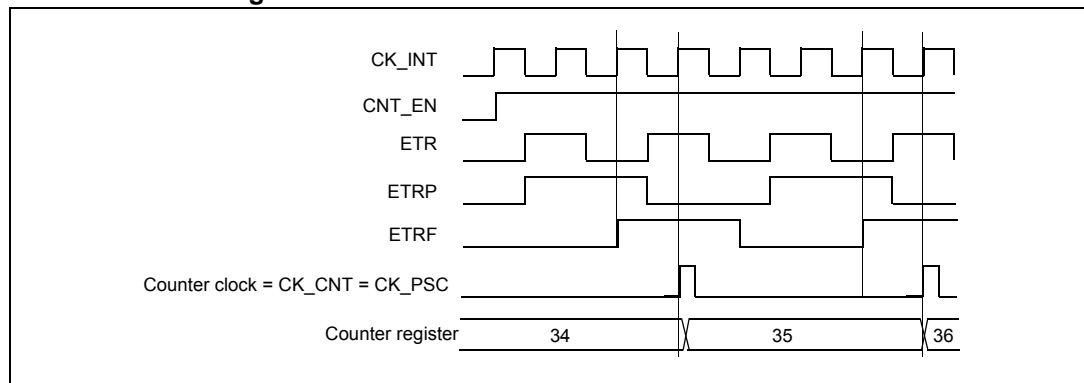 CK_INT
CNT_EN
ETR
ETRP
ETRF
Counter clock = CK_CNT = CK_PSC
Counter register 34 35 36